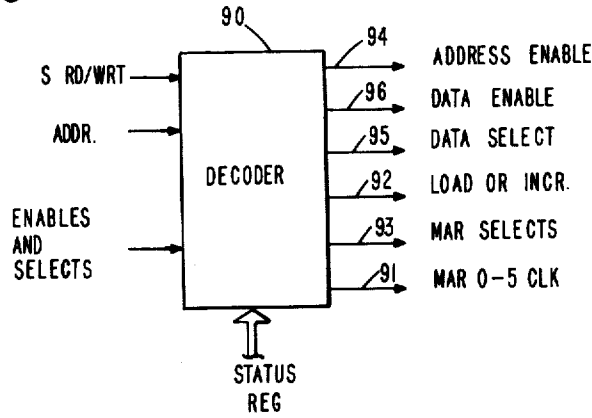 90
S RD/WRT
ADDR.
ENABLES
AND
SELECTS
DECODER
94 ADDRESS ENABLE
96 DATA ENABLE
95 DATA SELECT
92 LOAD OR INCR.
93 MAR SELECTS
91 MAR 0-5 CLK
STATUS
REG